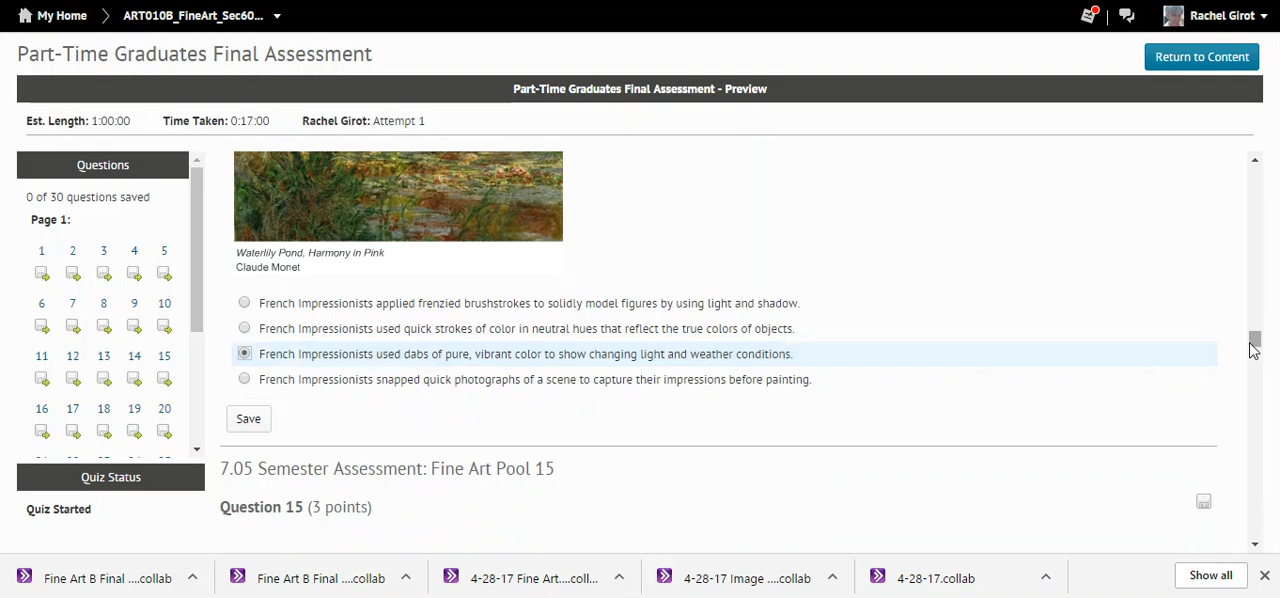 My Home
ART010B_FineArt_Sec60...
Rachel Girot
Part-Time Graduates Final Assessment
Return to Content
Part-Time Graduates Final Assessment - Preview
Est. Length: 1:00:00 Time Taken: 0:17:00 Rachel Girot: Attempt 1
Questions
0 of 30 questions saved
Page 1:
1 2 3 4 5
6 7 8 9 10
11 12 13 14 15
16 17 18 19 20
Quiz Status
Quiz Started
Waterlily Pond, Harmony in Pink
Claude Monet
French Impressionists applied frenzied brushstrokes to solidly model figures by using light and shadow.
French Impressionists used quick strokes of color in neutral hues that reflect the true colors of objects.
French Impressionists used dabs of pure, vibrant color to show changing light and weather conditions.
French Impressionists snapped quick photographs of a scene to capture their impressions before painting.
Save
7.05 Semester Assessment: Fine Art Pool 15
Question 15 (3 points)
Fine Art B Final ....collab
Fine Art B Final ....collab
4-28-17 Fine Art....coll...
4-28-17 Image ....collab
4-28-17.collab
Show all